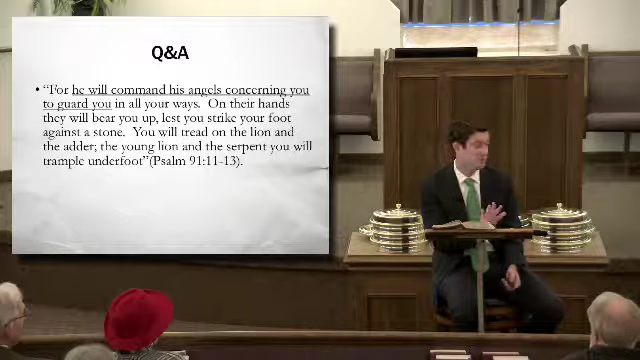 Q&A
• “For he will command his angels concerning you
to guard you in all your ways. On their hands
they will bear you up, lest you strike your foot
against a stone. You will tread on the lion and
the adder; the young lion and the serpent you will
trample underfoot”(Psalm 91:11-13).